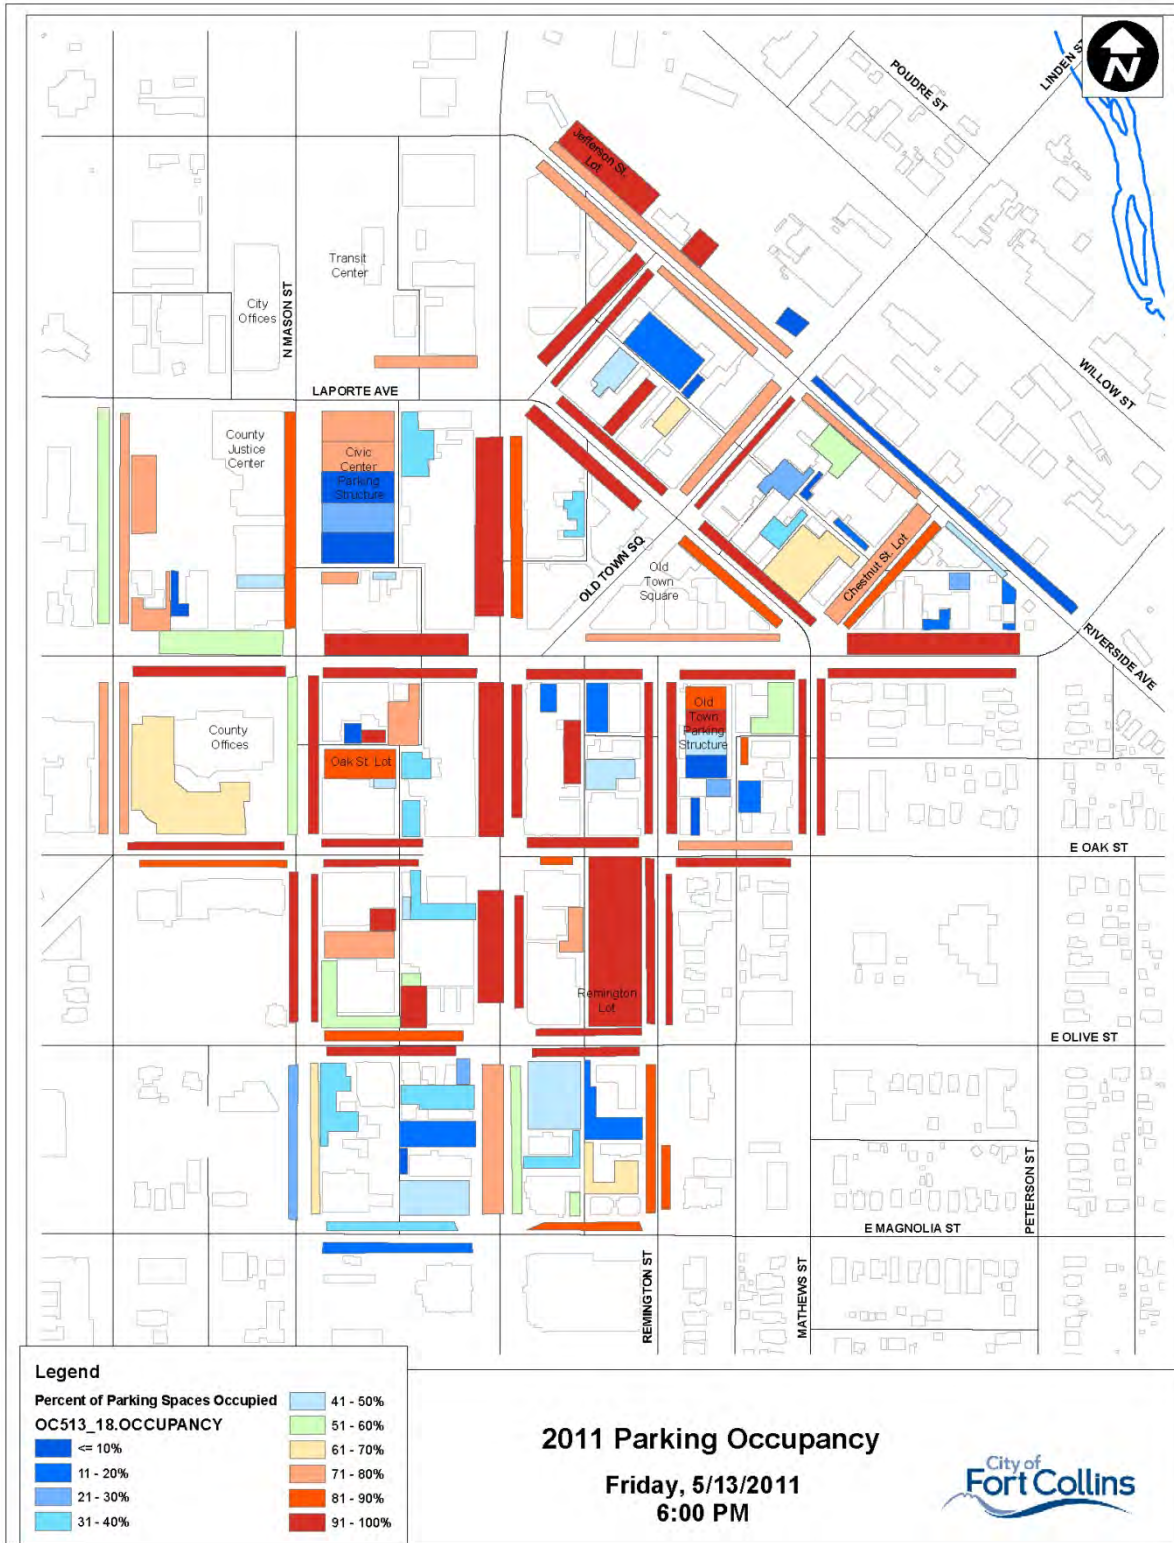 N
LINDEN ST
POUDRE ST
Jefferson St.
Lot
Transit
Center
City
Offices
N MASON ST
WILLOW ST
LAPORTE AVE
County
Justice
Center
Civic
Center
Parking
Structure
OLD TOWN SQ
Old
Town
Square
Chestnut St. Lot
RIVERSIDE AVE
County
Offices
Old
Town
Parking
Structure
Oak St. Lot
E OAK ST
Remington
Lot
E OLIVE ST
PETERSON ST
E MAGNOLIA ST
REMINGTON ST
MATHEWS ST
Legend
Percent of Parking Spaces Occupied
OC513_18.OCCUPANCY
<= 10%
11 - 20%
21 - 30%
31 - 40%
41 - 50%
51 - 60%
61 - 70%
71 - 80%
81 - 90%
91 - 100%
2011 Parking Occupancy
Friday, 5/13/2011
6:00 PM
City of
Fort Collins